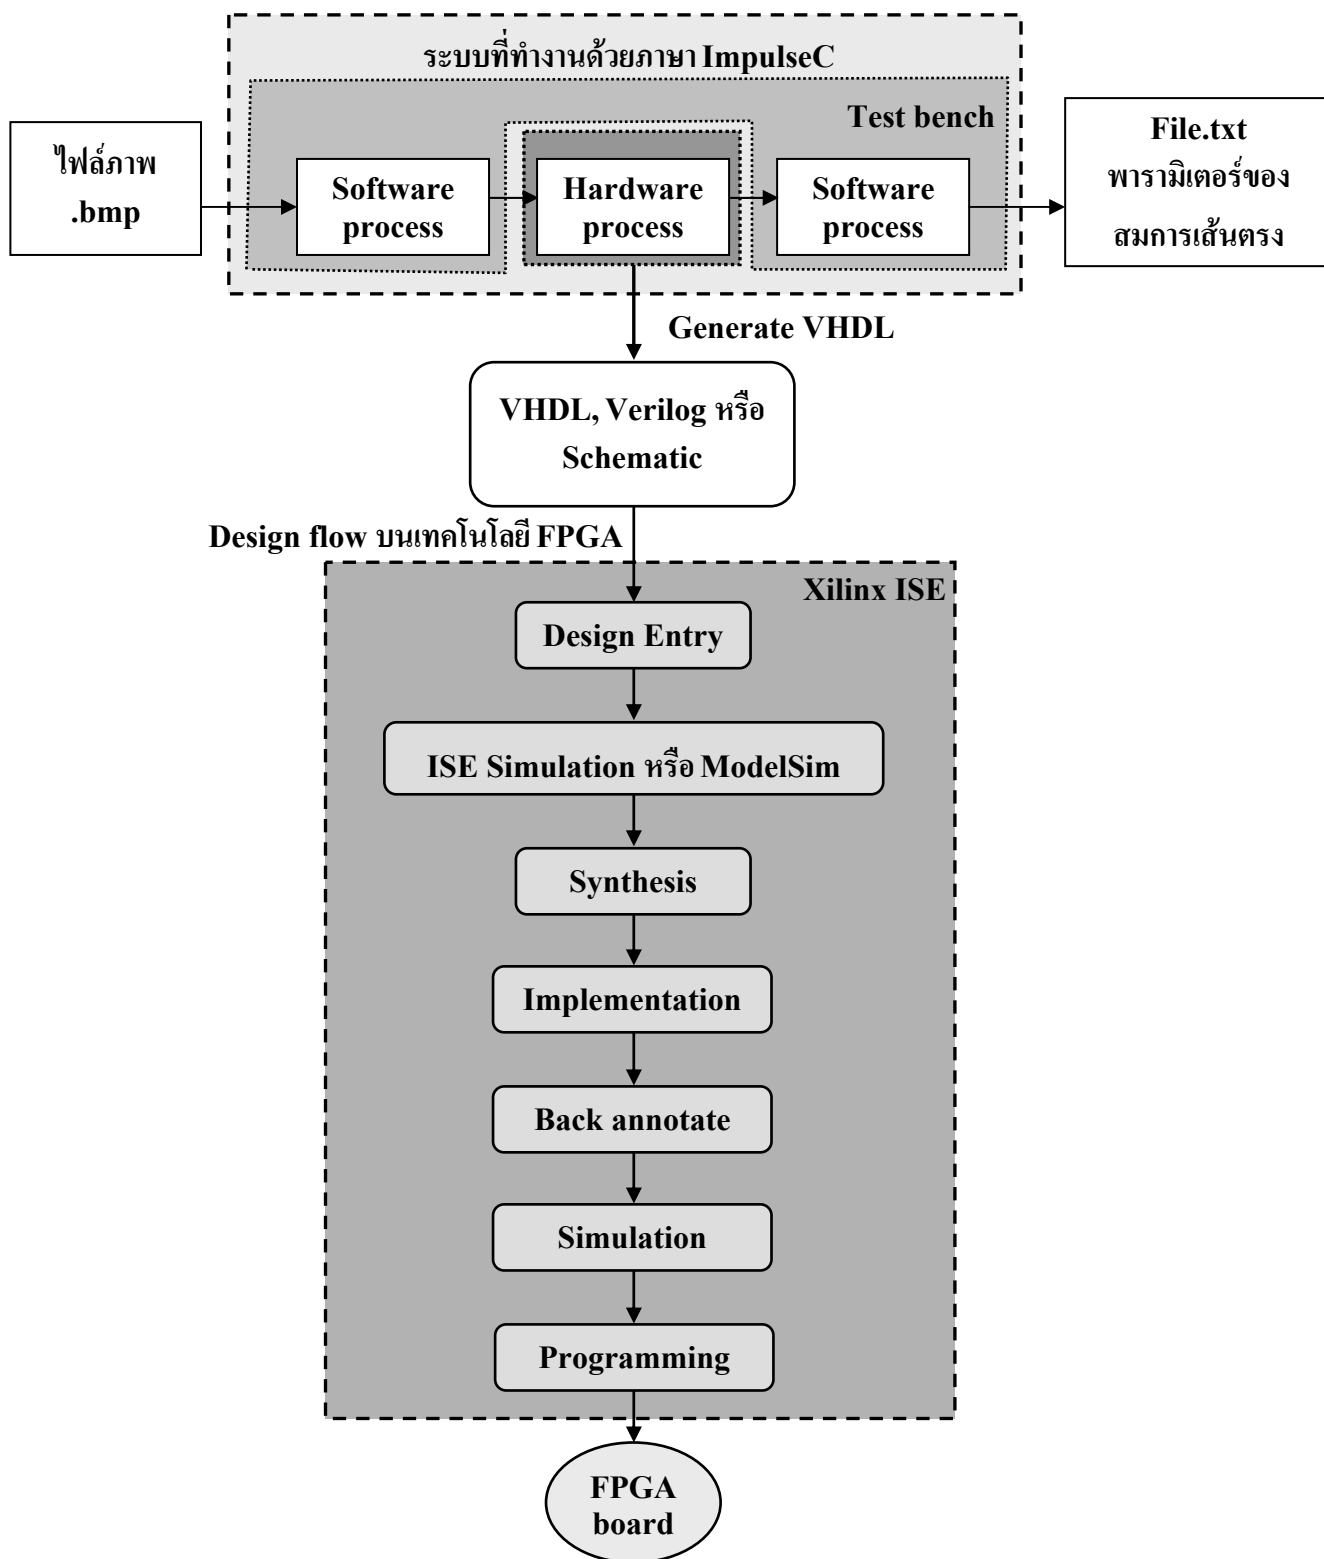 ระบบที่ทำงานด้วยภาษา ImpulseC
Test bench
ไฟล์ภาพ
.bmp
Software
process
Hardware
process
Software
process
File.txt
พารามิเตอร์ของ
สมการเส้นตรง
Generate VHDL
VHDL, Verilog หรือ
Schematic
Design flow บนเทคโนโลยี FPGA
Xilinx ISE
Design Entry
ISE Simulation หรือ ModelSim
Synthesis
Implementation
Back annotate
Simulation
Programming
FPGA
board